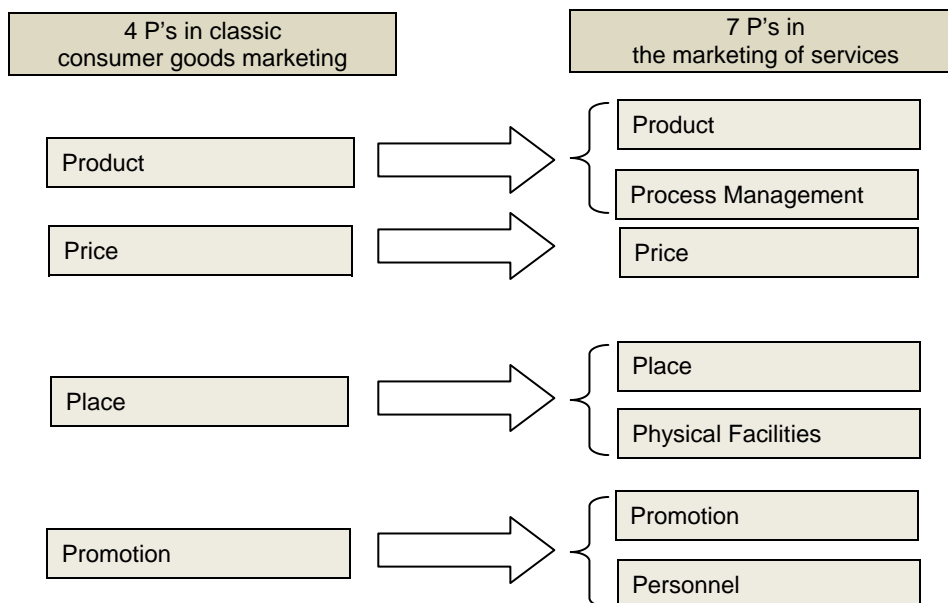 4 P's in classic
consumer goods marketing
7 P's in
the marketing of services
Product
Product
Process Management
Price
Price
Place
Place
Physical Facilities
Promotion
Promotion
Personnel